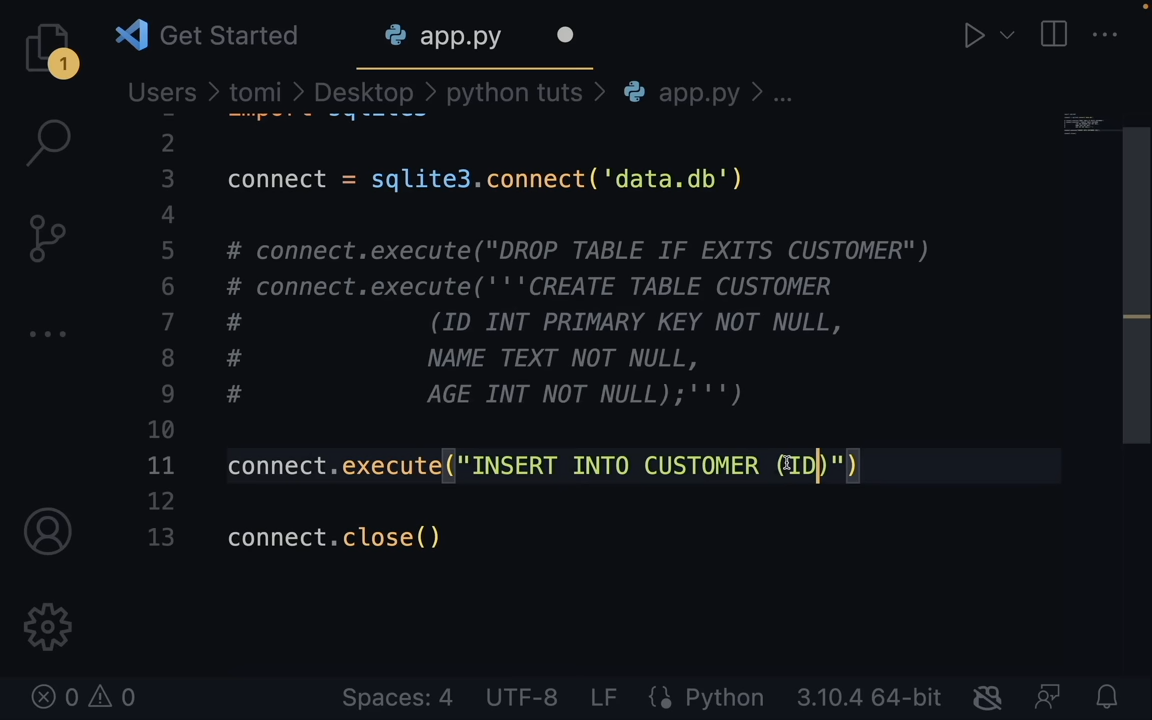 1
Get Started
app.py
Users > tomi > Desktop > python tuts > app.py > ...
1 import sqlite3
2
3 connect = sqlite3.connect('data.db')
4
5 # connect.execute("DROP TABLE IF EXITS CUSTOMER")
6 # connect.execute('''CREATE TABLE CUSTOMER
7 # (ID INT PRIMARY KEY NOT NULL,
8 # NAME TEXT NOT NULL,
9 # AGE INT NOT NULL);''')
10
11 connect.execute("INSERT INTO CUSTOMER (ID)")
12
13 connect.close()
0 0 Spaces: 4 UTF-8 LF Python 3.10.4 64-bit